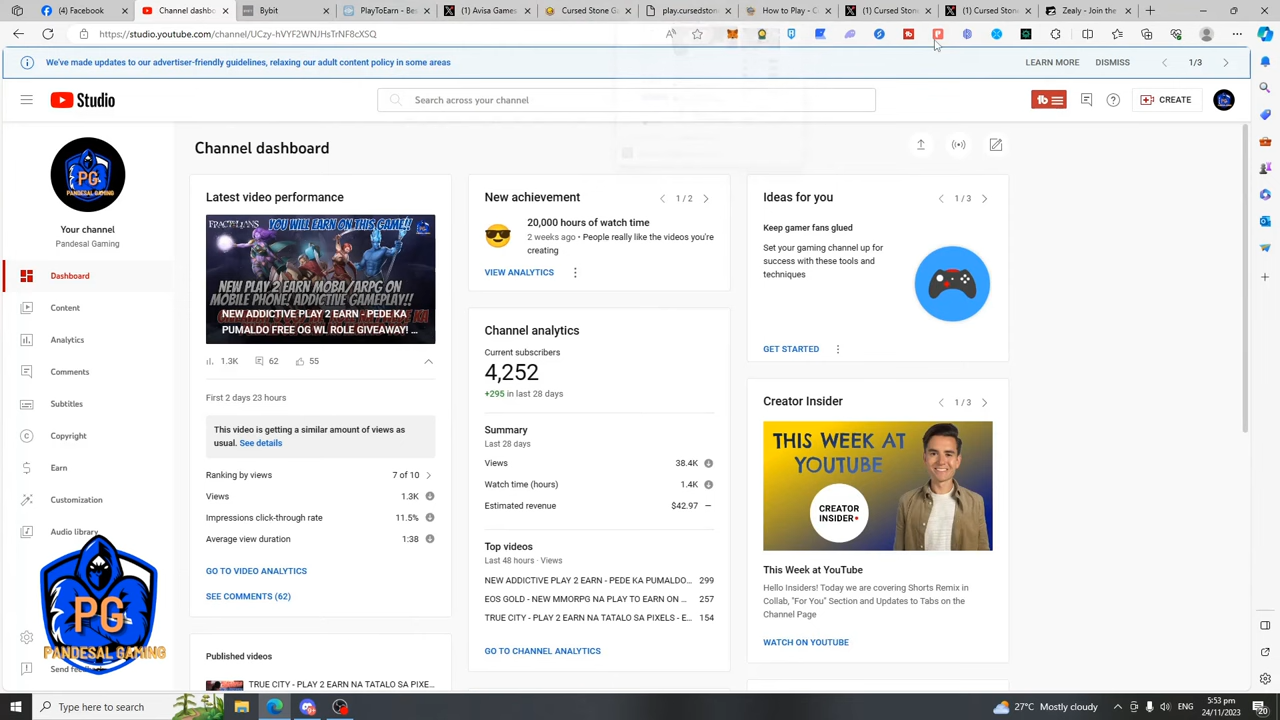 Facebook
Channel dashbo
Bybit
PlayToEarn - Bes
(1) Avisa Games
Cursed Stone G
play.cursedston
How to Play - C
(1) Cursed Ston
(1) Cursed Ston
Zealy - Join the
https://studio.youtube.com/channel/UCzy-hVYF2WNJHsTrNF8cXSQ
We've made updates to our advertiser-friendly guidelines, relaxing our adult content policy in some areas
LEARN MORE
DISMISS
1/3
Studio
Search across your channel
CREATE
PG
PANDESAL GAMING
Your channel
Pandesal Gaming
Dashboard
Content
Analytics
Comments
Subtitles
Copyright
Earn
Customization
Audio library
PG
PANDESAL GAMING
Channel dashboard
Latest video performance
YOU WILL EARN ON THIS GAME!!
NEW PLAY 2 EARN MOBA/ARPG ON
MOBILE PHONE! ADDICTIVE GAMEPLAY!!
NEW ADDICTIVE PLAY 2 EARN - PEDE KA
PUMALDO FREE OG WL ROLE GIVEAWAY! ...
1.3K
62
55
First 2 days 23 hours
This video is getting a similar amount of views as
usual. See details
Ranking by views 7 of 10
Views 1.3K
Impressions click-through rate 11.5%
Average view duration 1:38
GO TO VIDEO ANALYTICS
SEE COMMENTS (62)
Published videos
TRUE CITY - PLAY 2 EARN NA TATALO SA PIXE...
New achievement
1 / 2
20,000 hours of watch time
2 weeks ago • People really like the videos you're
creating
VIEW ANALYTICS
Channel analytics
Current subscribers
4,252
+295 in last 28 days
Summary
Last 28 days
Views 38.4K
Watch time (hours) 1.4K
Estimated revenue $42.97 —
Top videos
Last 48 hours · Views
NEW ADDICTIVE PLAY 2 EARN - PEDE KA PUMALDO... 299
EOS GOLD - NEW MMORPG NA PLAY TO EARN ON ... 257
TRUE CITY - PLAY 2 EARN NA TATALO SA PIXELS - E... 154
GO TO CHANNEL ANALYTICS
Ideas for you
1 / 3
Keep gamer fans glued
Set your gaming channel up for
success with these tools and
techniques
GET STARTED
Creator Insider
1 / 3
THIS WEEK AT
YOUTUBE
CREATOR
INSIDER
This Week at YouTube
Hello Insiders! Today we are covering Shorts Remix in
Collab, "For You" Section and Updates to Tabs on the
Channel Page
WATCH ON YOUTUBE
Type here to search
27°C Mostly cloudy
ENG
5:53 pm
24/11/2023
20